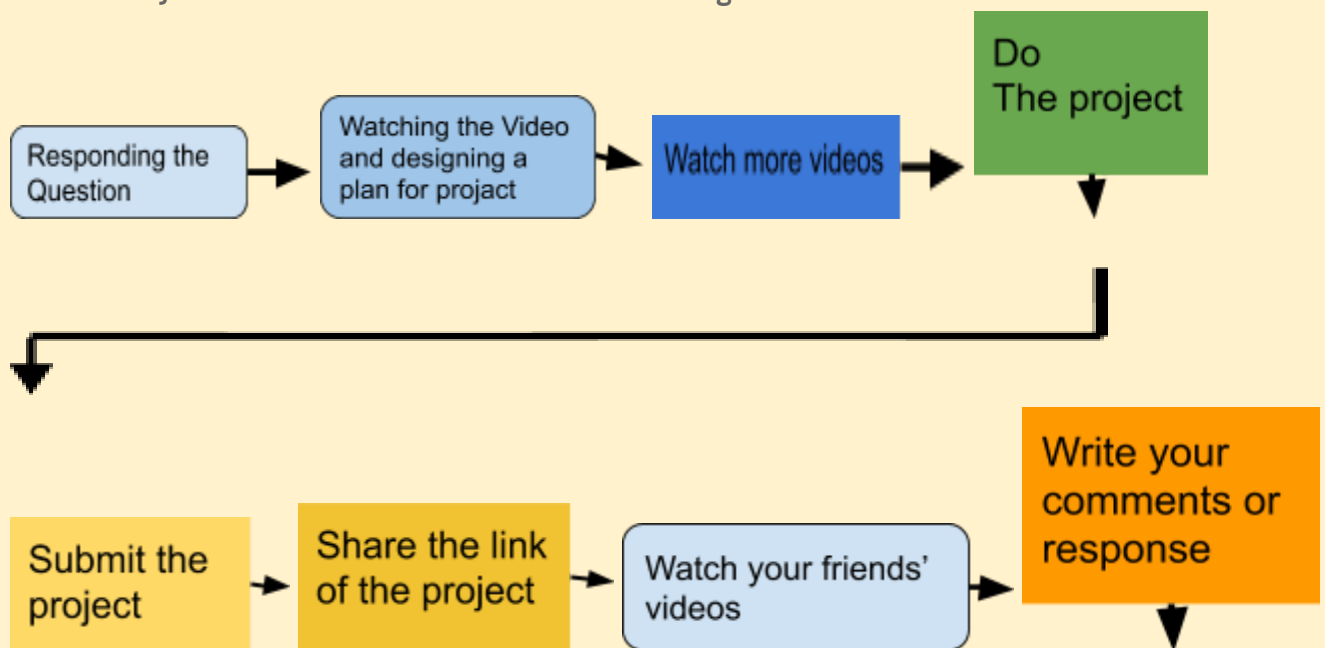 Responding the
Question
Watching the Video
and designing a
plan for projact
Watch more videos
Do
The project
Submit the
project
Share the link
of the project
Watch your friends’
videos
Write your
comments or
response